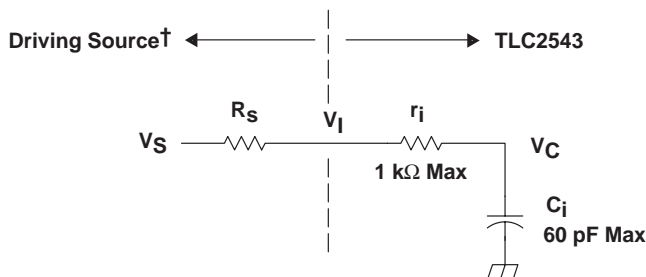 Driving Source† TLC2543
Rs VI ri
VS VC
1 kΩ Max
Ci
60 pF Max